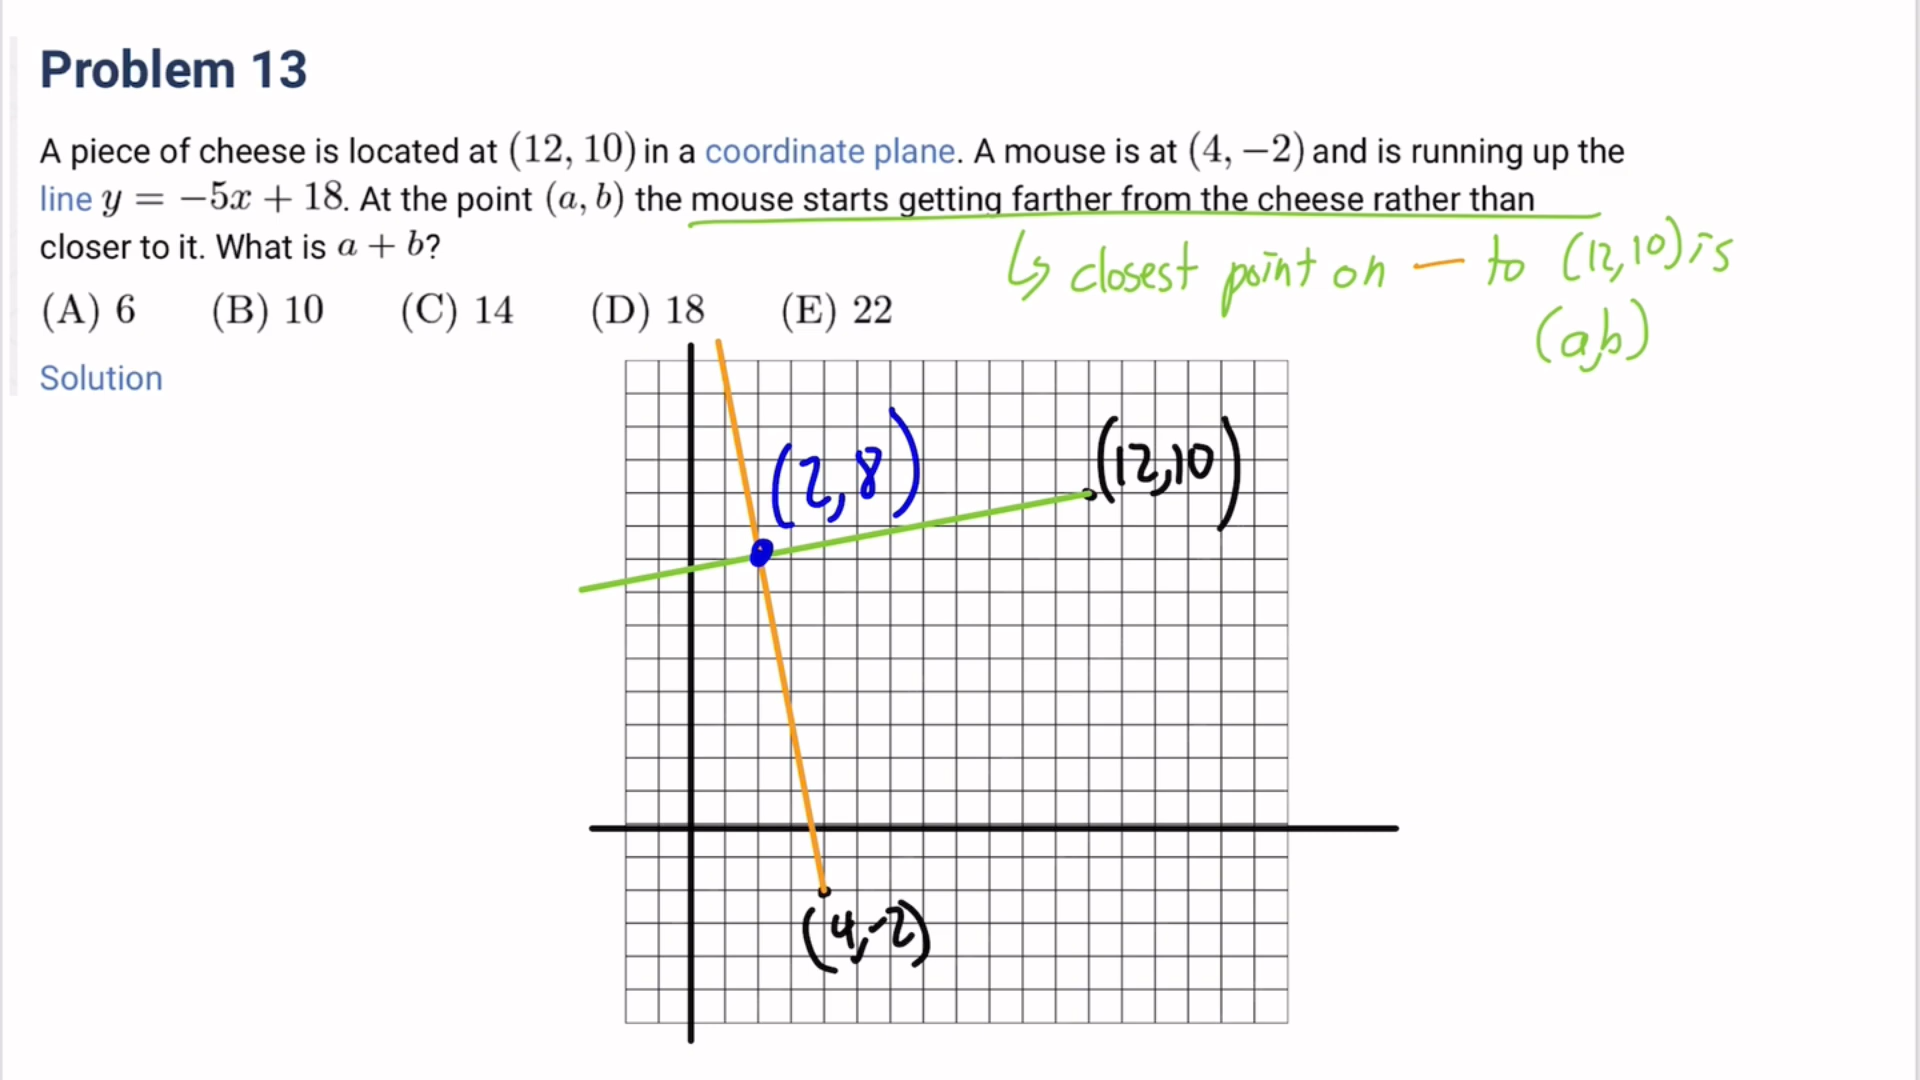 Problem 13
A piece of cheese is located at (12, 10) in a coordinate plane. A mouse is at (4, −2) and is running up the
line y = −5x + 18. At the point (a, b) the mouse starts getting farther from the cheese rather than
closer to it. What is a + b?
↳ closest point on — to (12,10) is
(a,b)
(A) 6 (B) 10 (C) 14 (D) 18 (E) 22
Solution
(2,8)
(12,10)
(4,-2)